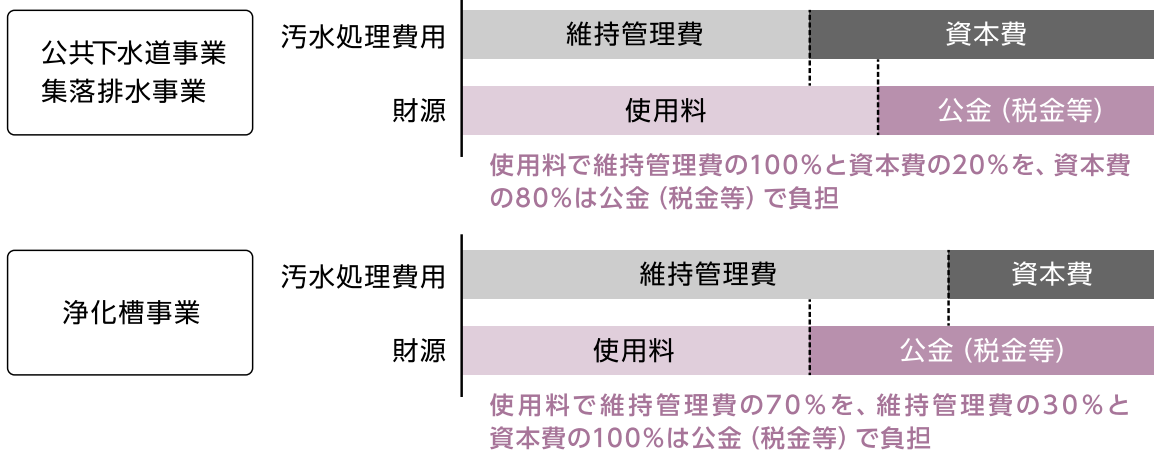 公共下水道事業
集落排水事業
汚水処理費用
維持管理費
資本費
財源
使用料
公金（税金等）
使用料で維持管理費の100％と資本費の20％を、資本費
の80％は公金（税金等）で負担
浄化槽事業
汚水処理費用
維持管理費
資本費
財源
使用料
公金（税金等）
使用料で維持管理費の70％を、維持管理費の30％と
資本費の100％は公金（税金等）で負担